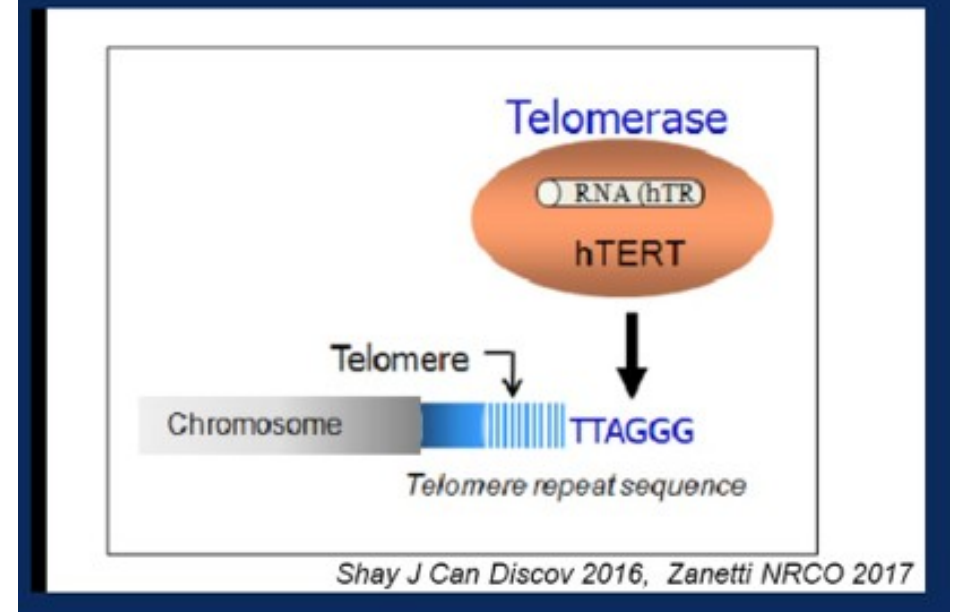 Telomerase
RNA (hTR)
hTERT
Telomere
Chromosome
TTAGGG
Telomere repeat sequence
Shay J Can Discov 2016, Zanetti NRCO 2017